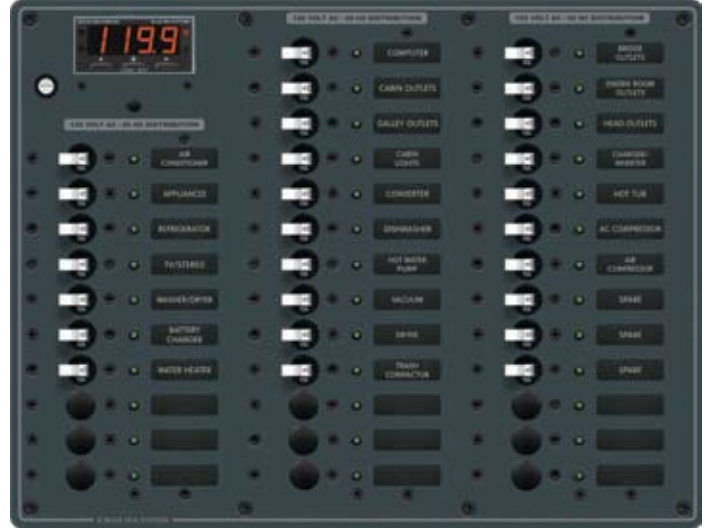 119.9
120 VOLT AC - 60 HZ DISTRIBUTION
AIR
CONDITIONER
APPLIANCES
REFRIGERATOR
TV/STEREO
WASHER/DRYER
BATTERY
CHARGER
WATER HEATER
120 VOLT AC - 60 HZ DISTRIBUTION
COMPUTER
CABIN OUTLETS
GALLEY OUTLETS
CABIN
LIGHTS
CONVERTER
DISHWASHER
HOT WATER
PUMP
VACUUM
DRYER
TRASH
COMPACTOR
120 VOLT AC - 60 HZ DISTRIBUTION
BRIDGE
OUTLETS
ENGINE ROOM
OUTLETS
HEAD OUTLETS
CHARGER/
INVERTER
HOT TUB
AC COMPRESSOR
AIR
COMPRESSOR
SPARE
SPARE
SPARE